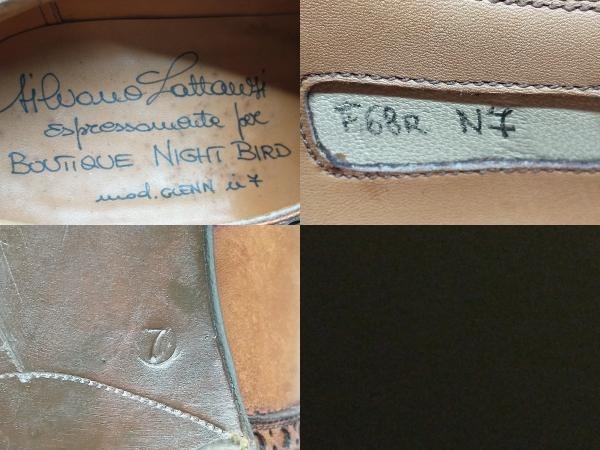 Silvano Lattanzi
espressamente per
BOUTIQUE NIGHT BIRD
mod. GLENN n 7
F68R N7
7